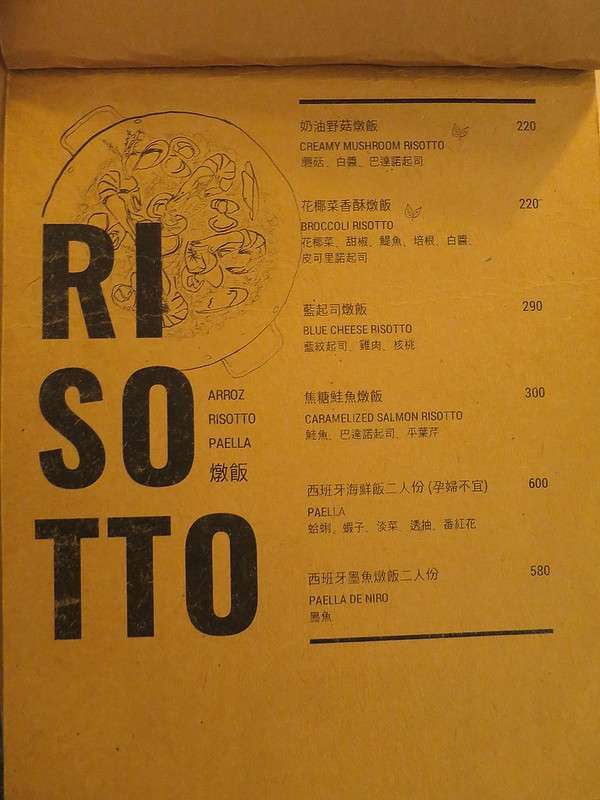 RI
SO
TTO
ARROZ
RISOTTO
PAELLA
燉飯
奶油野菇燉飯 220
CREAMY MUSHROOM RISOTTO
蘑菇、白醬、巴達諾起司
花椰菜香酥燉飯 220
BROCCOLI RISOTTO
花椰菜、甜椒、鯷魚、培根、白醬、
皮可里諾起司
藍起司燉飯 290
BLUE CHEESE RISOTTO
藍紋起司、雞肉、核桃
焦糖鮭魚燉飯 300
CARAMELIZED SALMON RISOTTO
鮭魚、巴達諾起司、平葉芹
西班牙海鮮飯二人份 (孕婦不宜) 600
PAELLA
蛤蜊、蝦子、淡菜、透抽、番紅花
西班牙墨魚燉飯二人份 580
PAELLA DE NIRO
墨魚